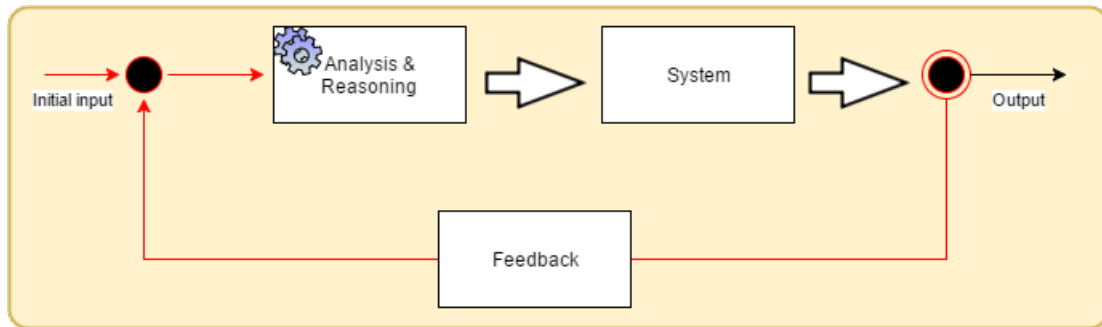 Analysis &
Reasoning
System
Initial input
Output
Feedback